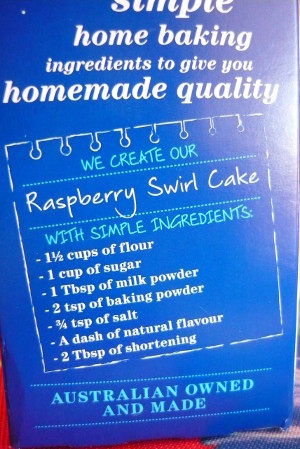 simple
home baking
ingredients to give you
homemade quality
WE CREATE OUR
Raspberry Swirl Cake
WITH SIMPLE INGREDIENTS:
- 1½ cups of flour
- 1 cup of sugar
- 1 Tbsp of milk powder
- 2 tsp of baking powder
- ¾ tsp of salt
- A dash of natural flavour
- 2 Tbsp of shortening
AUSTRALIAN OWNED
AND MADE